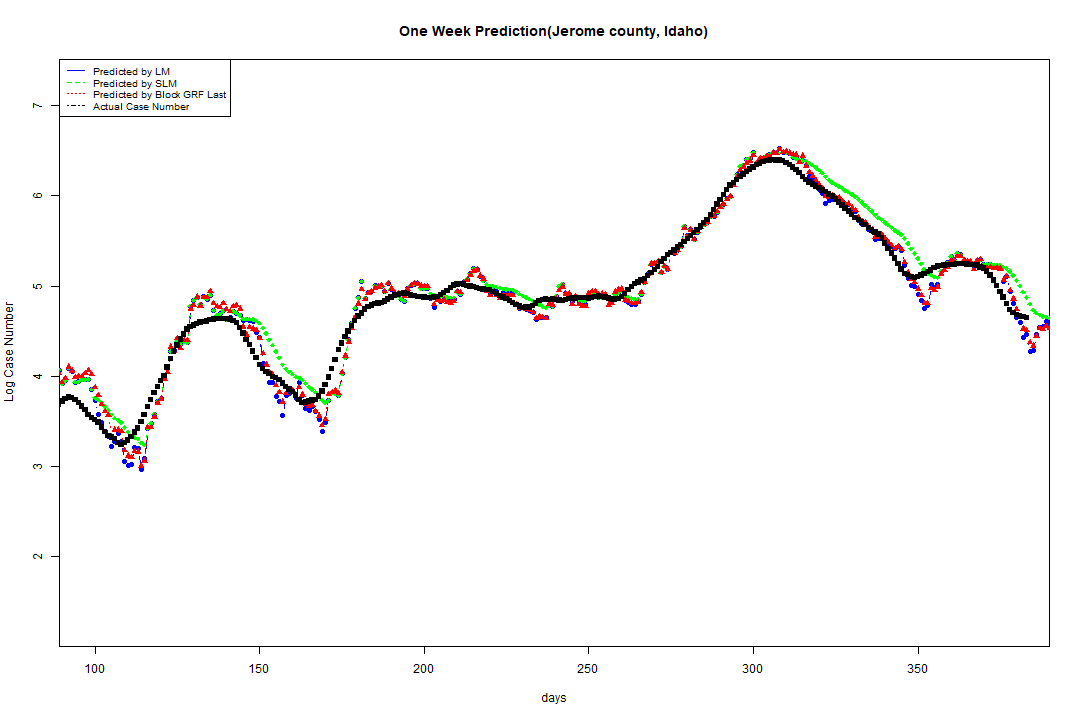 One Week Prediction(Jerome county, Idaho)
Predicted by LM
Predicted by SLM
Predicted by Block GRF Last
Actual Case Number
7
6
5
4
3
2
Log Case Number
100 150 200 250 300 350
days